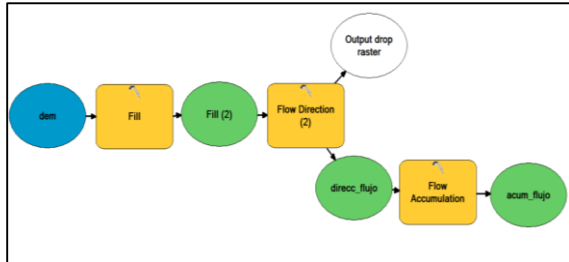 Output drop
raster
dem
Fill
Fill (2)
Flow Direction
(2)
direcc_flujo
Flow
Accumulation
acum_flujo